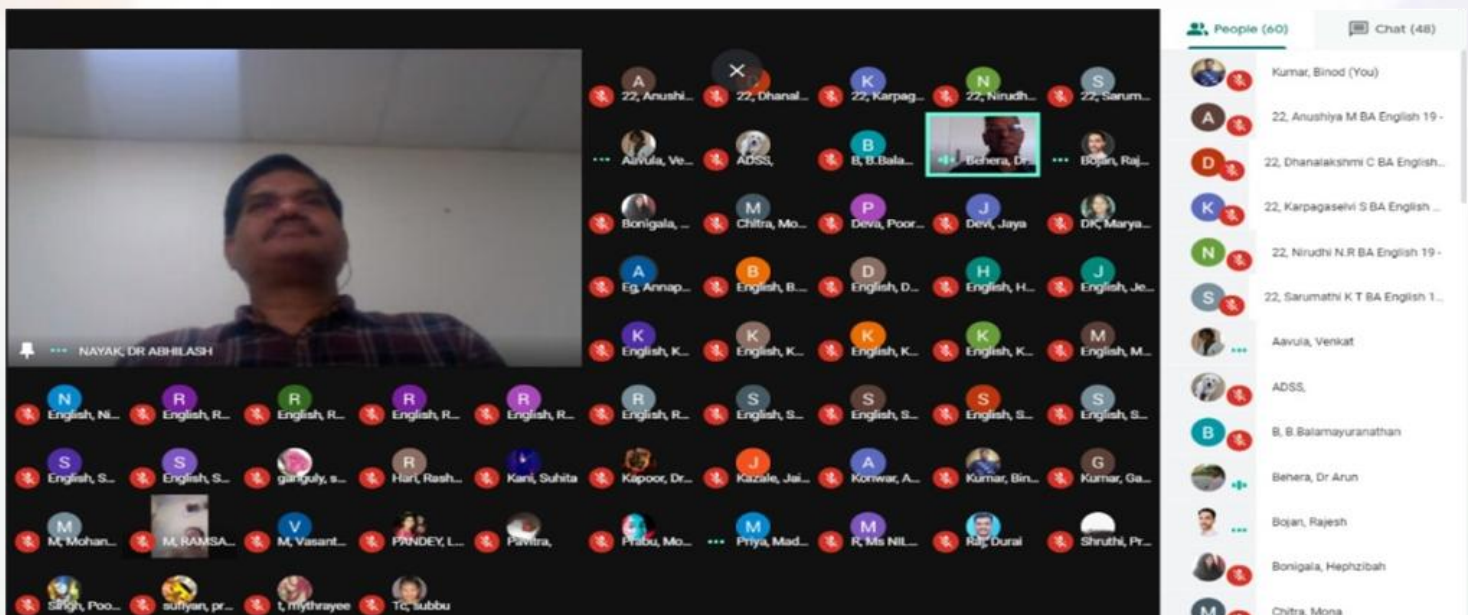 22, Anushi...
22, Dhanal...
22, Karpag...
22, Nirudh...
22, Sarum...
Aavula, Ve...
ADSS,
B, B.Bala...
Behera, Dr...
Bojan, Raj...
Bonigala, ...
Chitra, Mo...
Deva, Poor...
Devi, Jaya
DK, Marya...
Eg, Annap...
English, B...
English, D...
English, H...
English, Je...
English, K...
English, K...
English, K...
English, K...
English, M...
NAYAK, DR ABHILASH
English, Ni...
English, R...
English, R...
English, R...
English, R...
English, R...
English, S...
English, S...
English, S...
English, S...
English, S...
English, S...
ganguly, s...
Hari, Rash...
Kani, Suhita
Kapoor, Dr...
Kazale, Jai...
Konwar, A...
Kumar, Bin...
Kumar, Ga...
M, Mohan...
M, RAMSA...
M, Vasant...
PANDEY, L...
Pavitra,
Prabu, Mo...
Priya, Mad...
R, Ms NIL...
Raj, Durai
Shruthi, Pr...
Singh, Poo...
sufiyan, pr...
t, mythrayee
Tc, subbu
People (60)
Chat (48)
Kumar, Binod (You)
A 22, Anushiya M BA English 19 -
D 22, Dhanalakshmi C BA English...
K 22, Karpagaselvi S BA English ...
N 22, Nirudhi N.R BA English 19 -
S 22, Sarumathi K T BA English 1...
Aavula, Venkat
ADSS,
B B, B.Balamayuranathan
Behera, Dr Arun
Bojan, Rajesh
Bonigala, Hephzibah
M Chitra, Mona